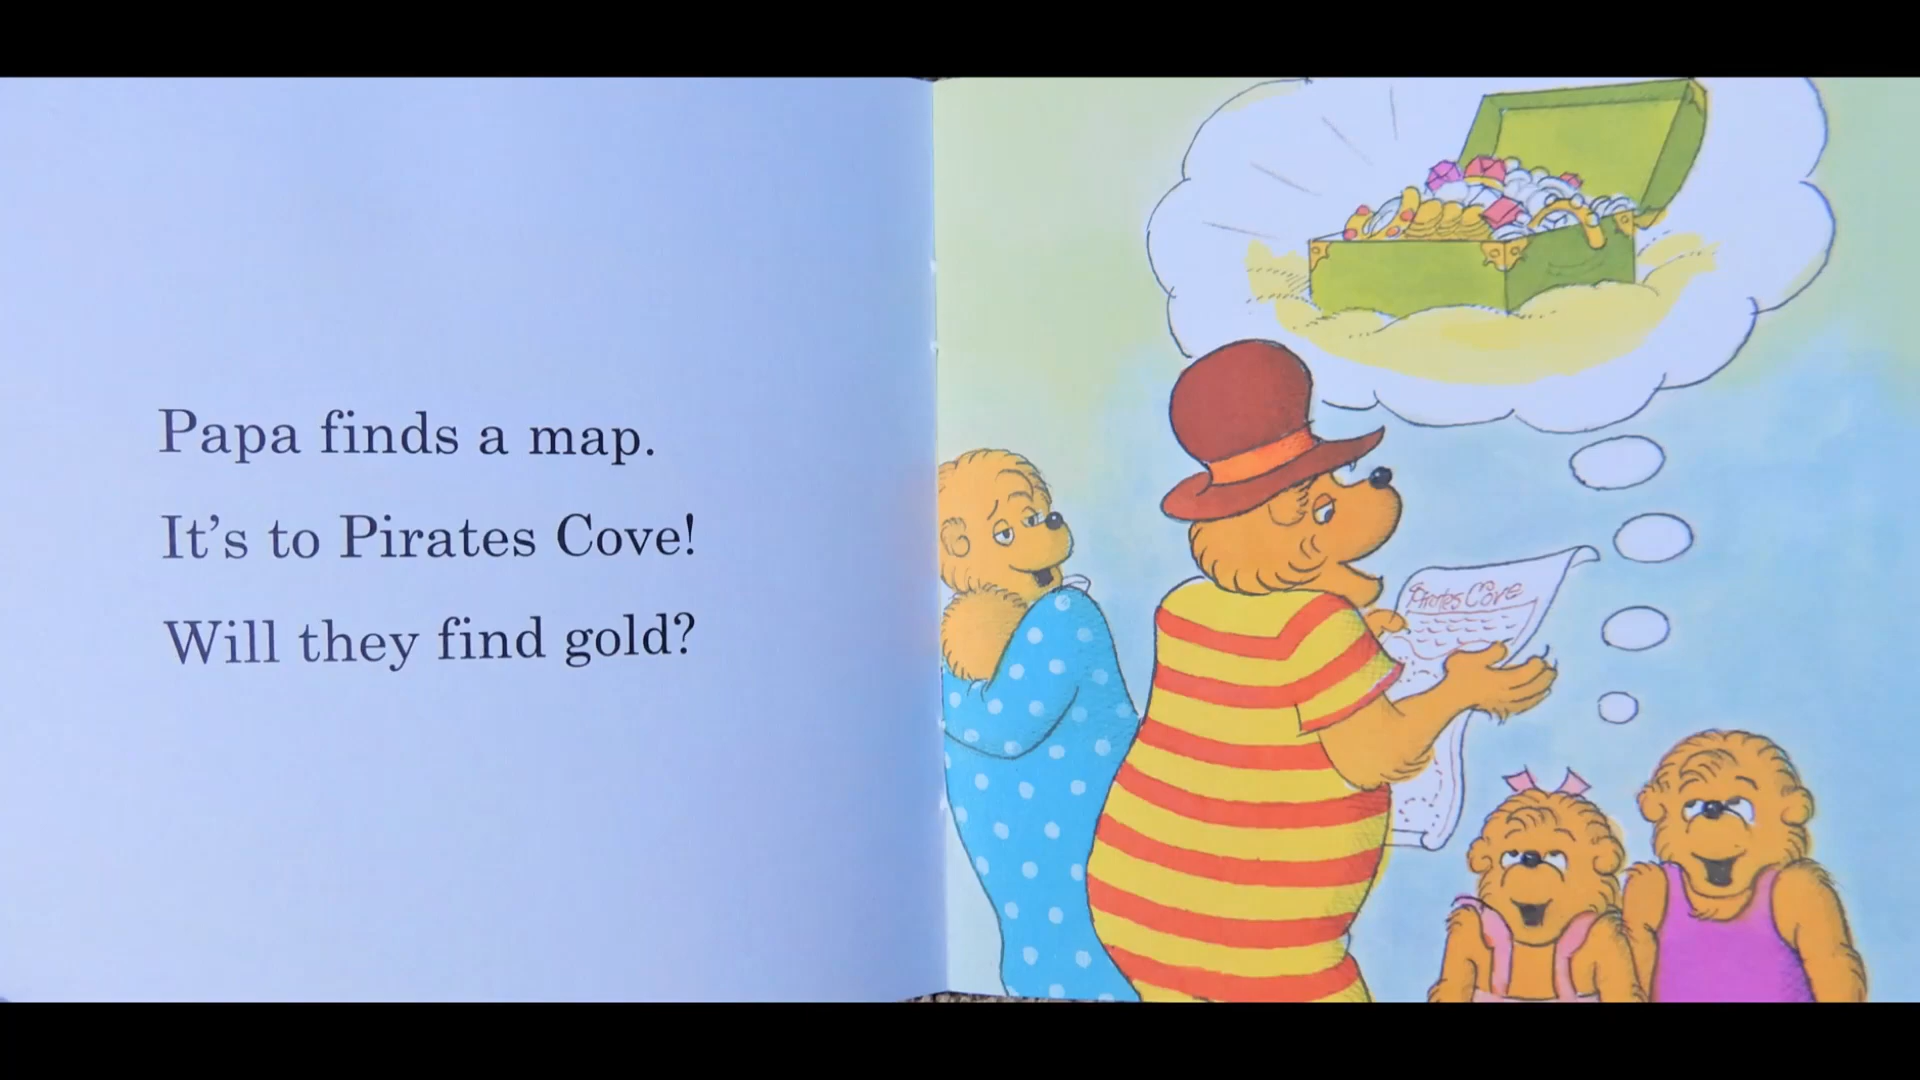 Papa finds a map.
It's to Pirates Cove!
Will they find gold?
Pirates Cove